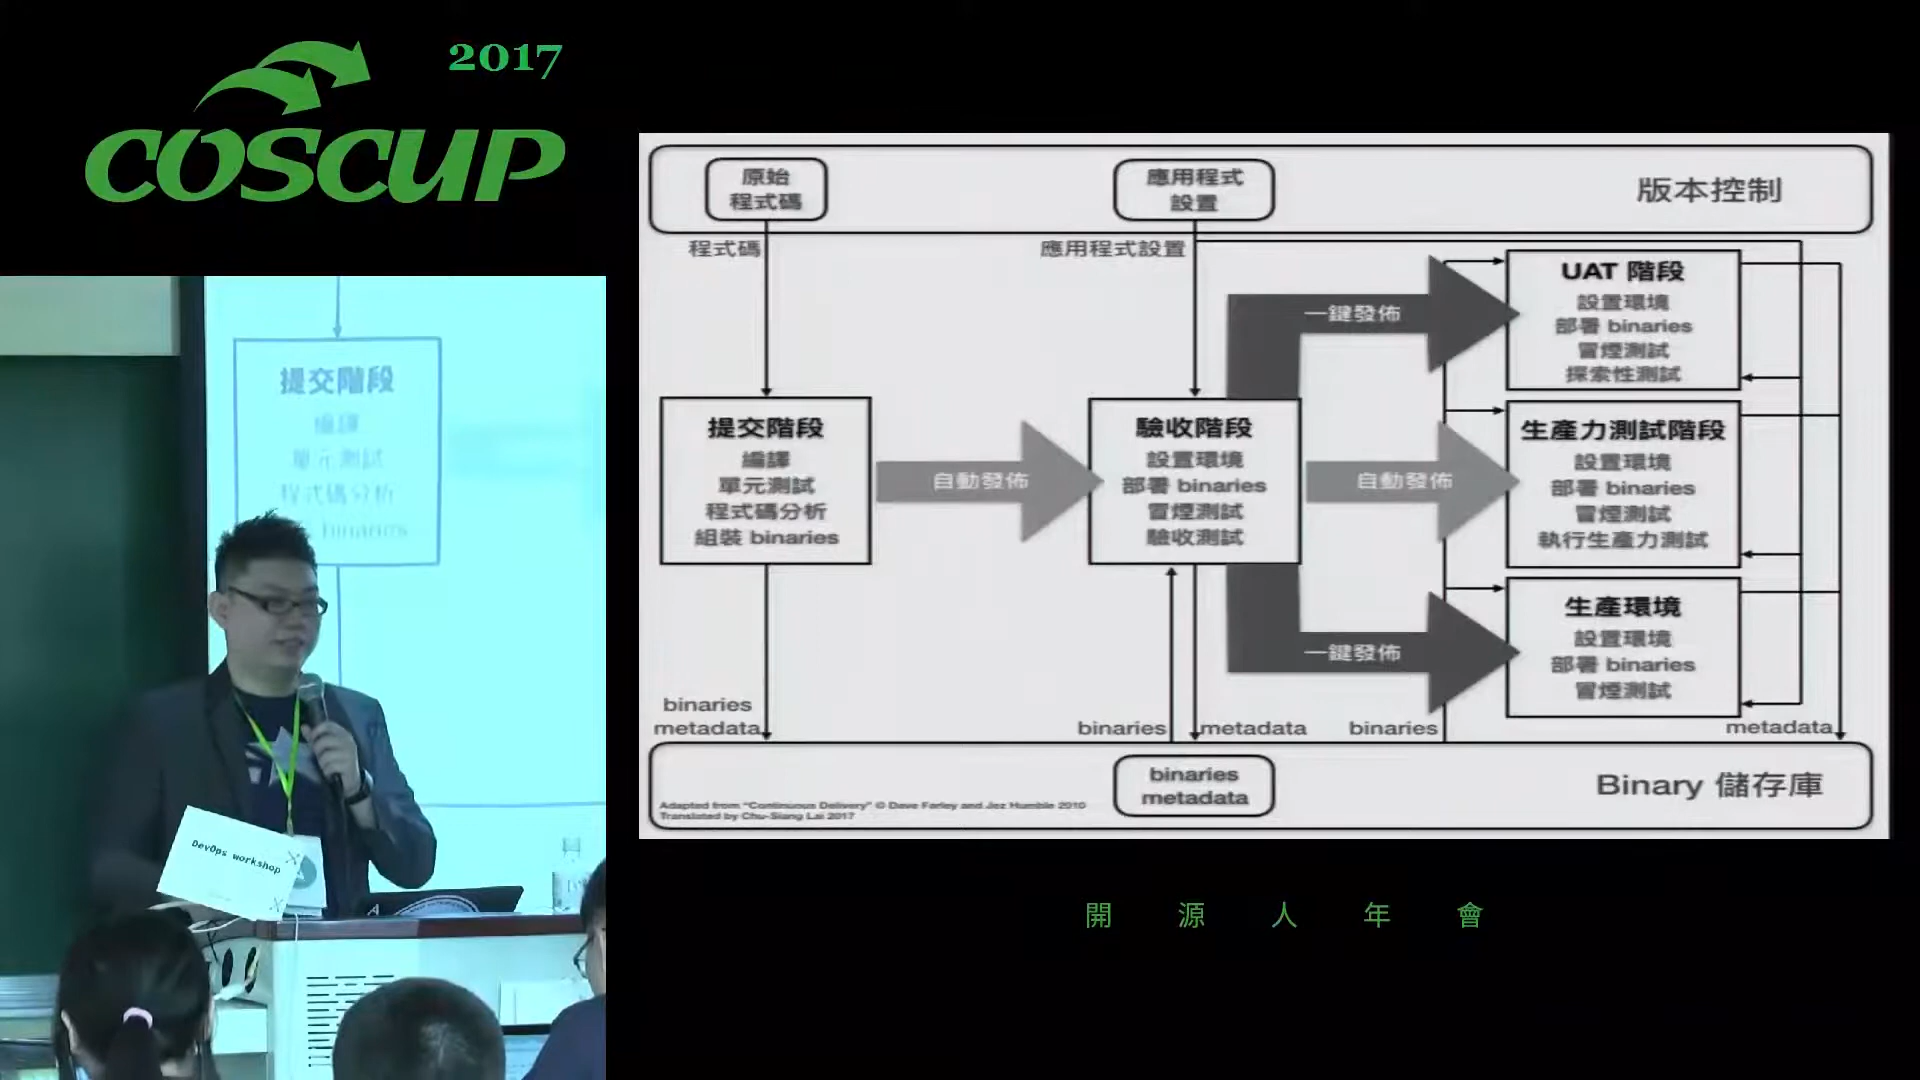 2017
COSCUP
原始
程式碼
應用程式
設置
版本控制
程式碼
應用程式設置
提交階段
編譯
單元測試
程式碼分析
組裝 binaries
自動發佈
驗收階段
設置環境
部署 binaries
冒煙測試
驗收測試
一鍵發佈
自動發佈
一鍵發佈
UAT 階段
設置環境
部署 binaries
冒煙測試
探索性測試
生產力測試階段
設置環境
部署 binaries
冒煙測試
執行生產力測試
生產環境
設置環境
部署 binaries
冒煙測試
binaries
metadata
binaries
metadata
binaries
metadata
binaries
metadata
Binary 儲存庫
Adapted from "Continuous Delivery" © Dave Farley and Jez Humble 2010
Translated by Chu-Siang Lai 2017
提交階段
編譯
單元測試
程式碼分析
binaries
DevOps workshop
開源人年會